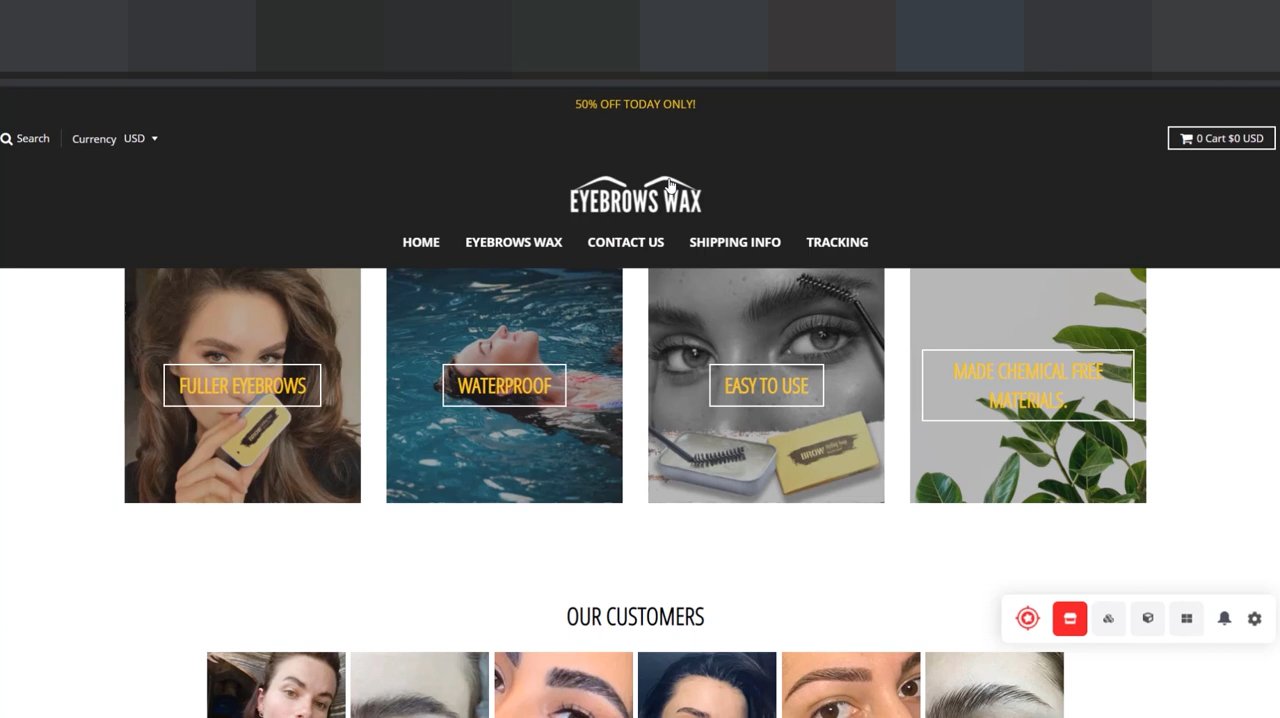 50% OFF TODAY ONLY!
Search
Currency USD
0 Cart $0 USD
EYEBROWS WAX
HOME
EYEBROWS WAX
CONTACT US
SHIPPING INFO
TRACKING
FULLER EYEBROWS
WATERPROOF
EASY TO USE
MADE CHEMICAL FREE
MATERIALS.
BROW
OUR CUSTOMERS